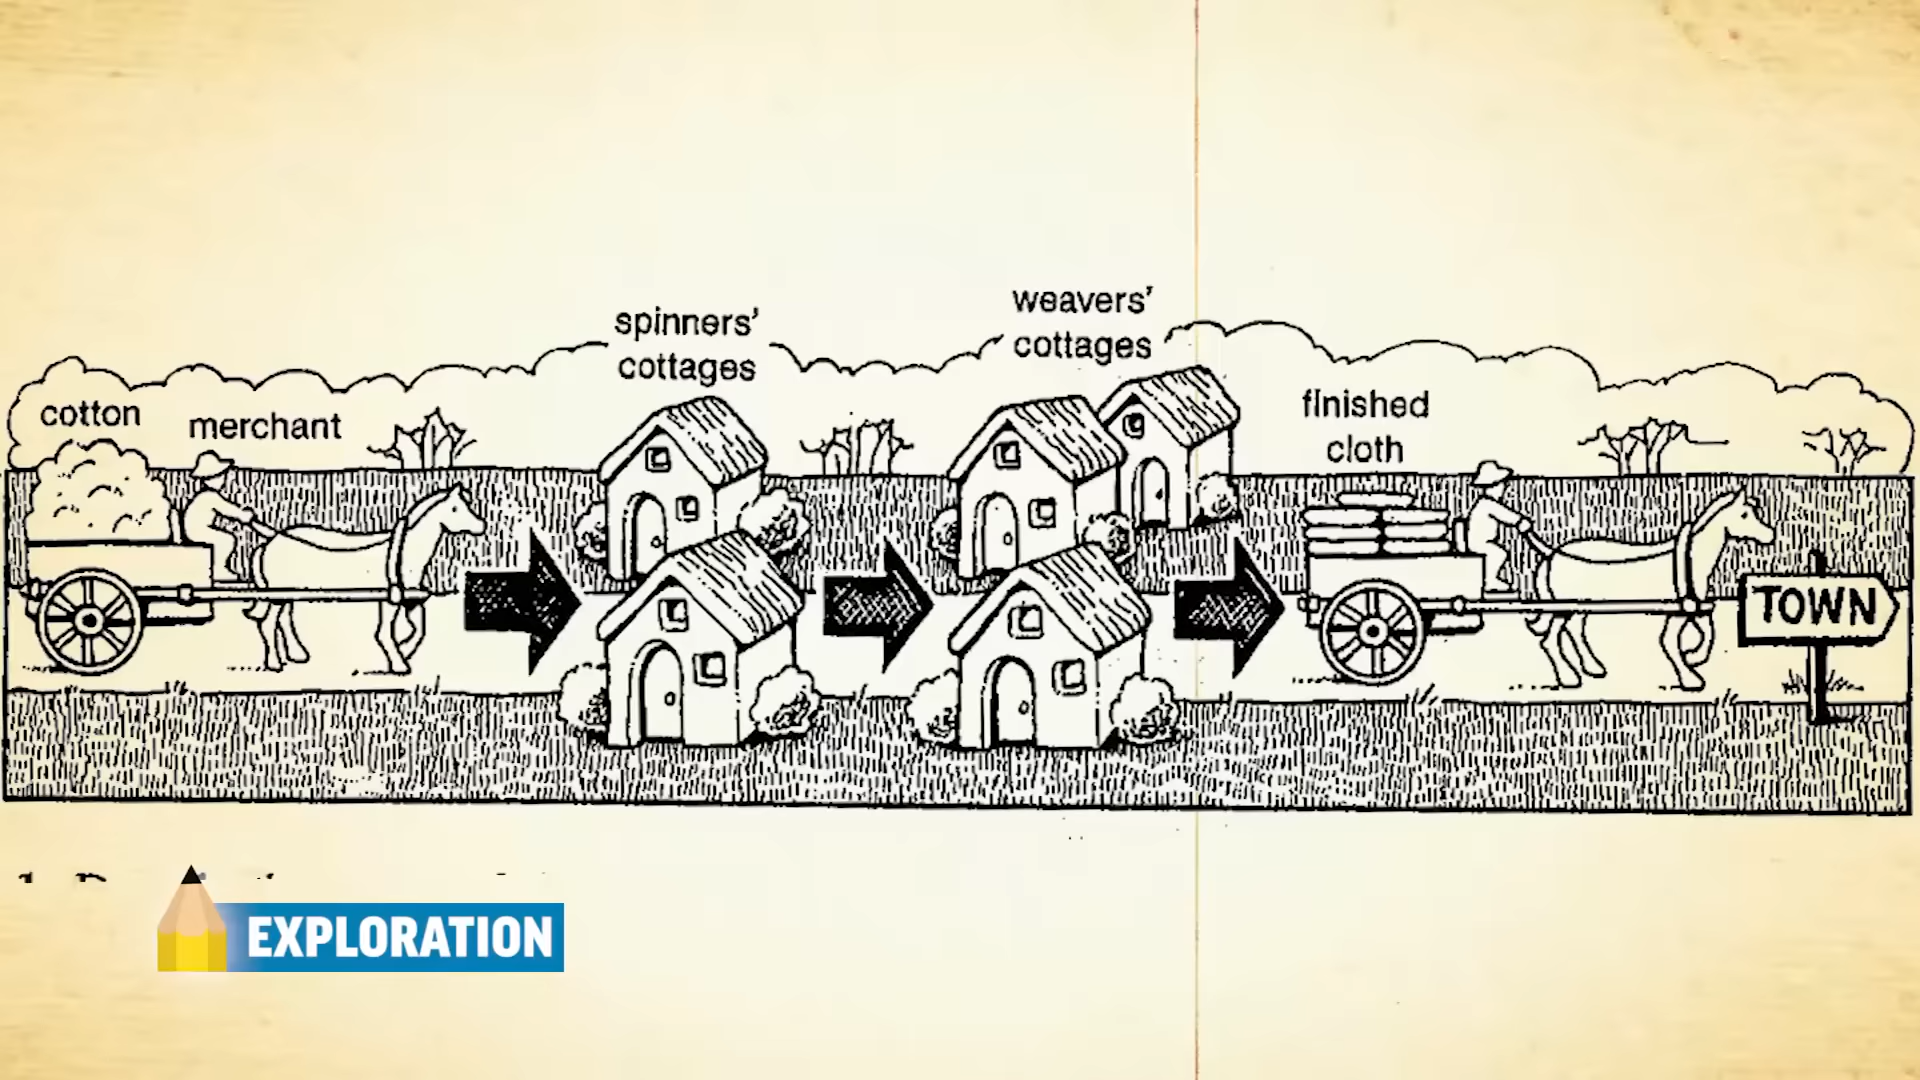 cotton
merchant
spinners'
cottages
weavers'
cottages
finished
cloth
TOWN
EXPLORATION